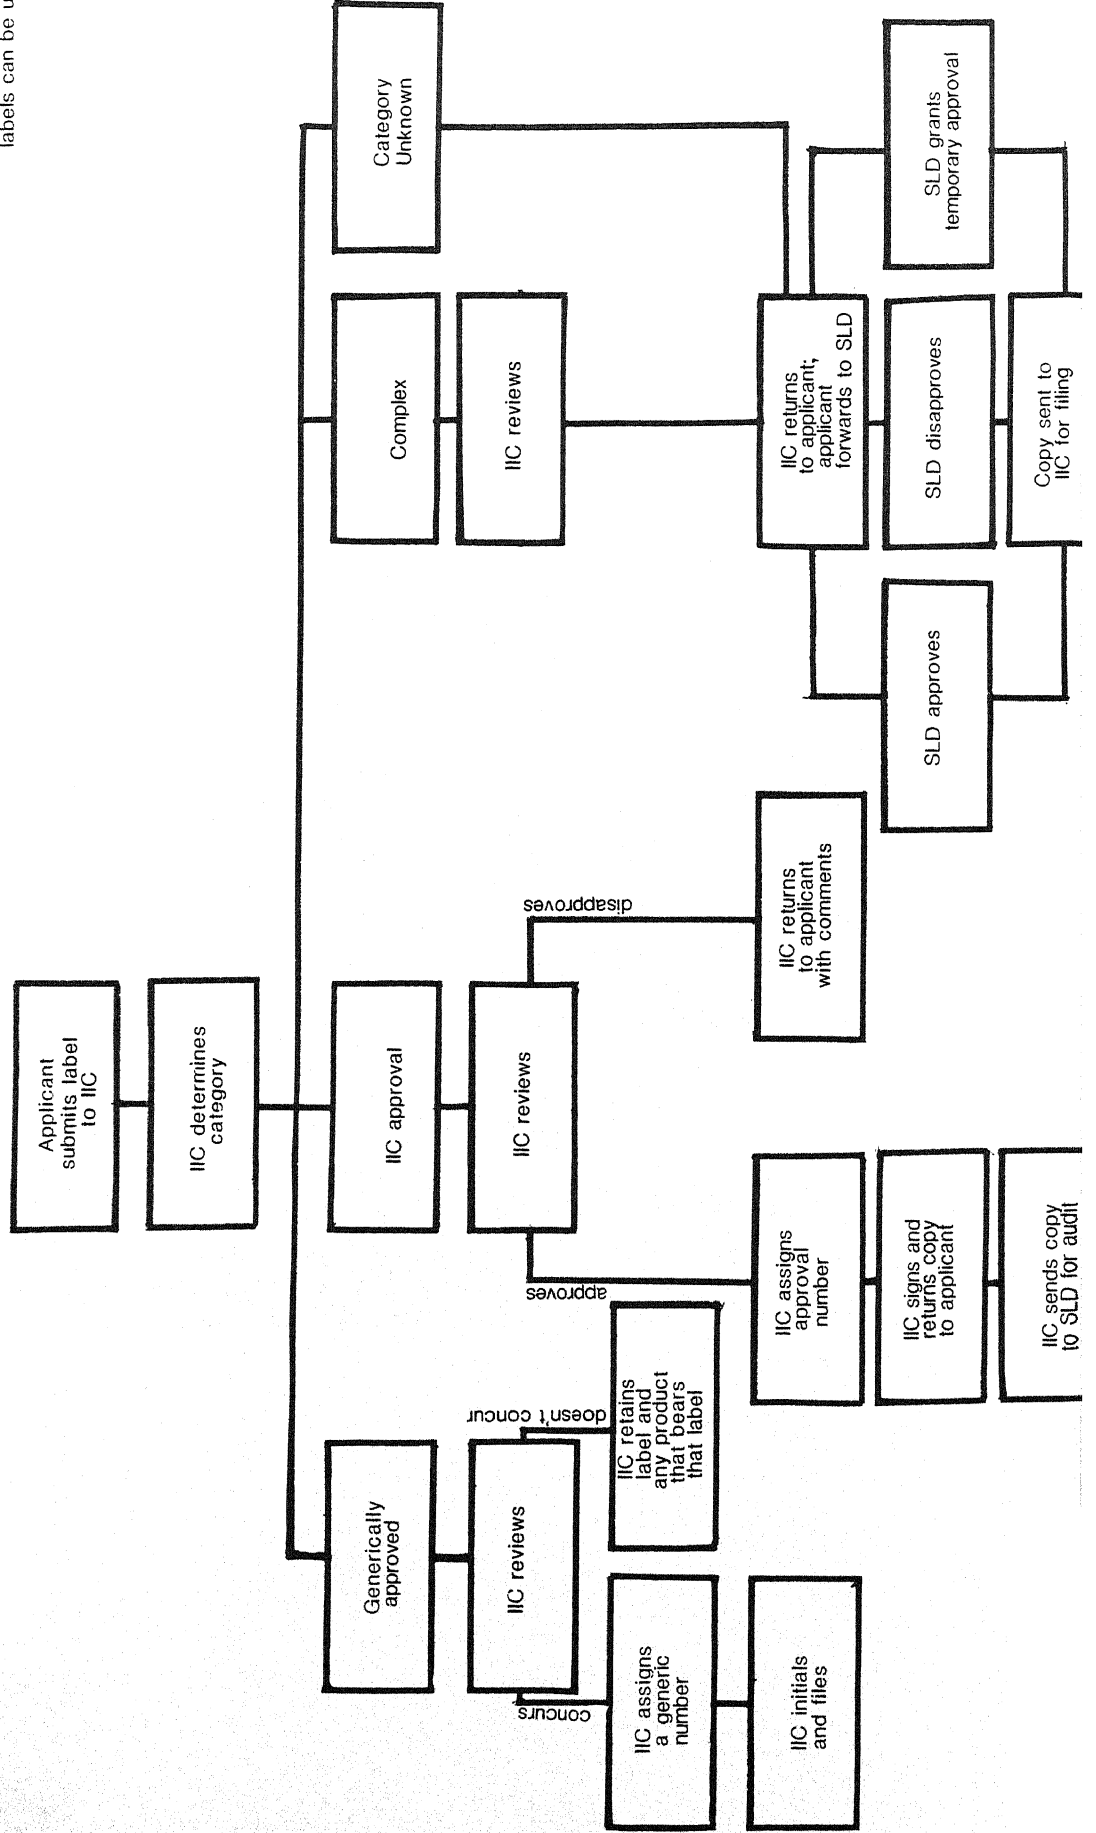 labels can be u
Applicant
submits label
to IIC
IIC determines
category
Generically
approved
IIC approval
Complex
Category
Unknown
IIC reviews
IIC reviews
IIC reviews
concurs
doesn't concur
approves
disapproves
IIC assigns
a generic
number
IIC retains
label and
any product
that bears
that label
IIC initials
and files
IIC assigns
approval
number
IIC returns
to applicant
with comments
IIC returns
to applicant;
applicant
forwards to SLD
IIC signs and
returns copy
to applicant
SLD approves
SLD disapproves
SLD grants
temporary approval
IIC sends copy
to SLD for audit
Copy sent to
IIC for filing